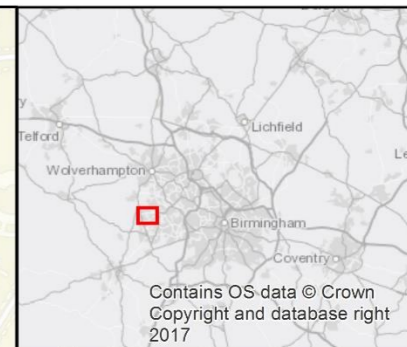 Telford
Lichfield
Wolverhampton
Birmingham
Coventry
Contains OS data © Crown
Copyright and database right
2017